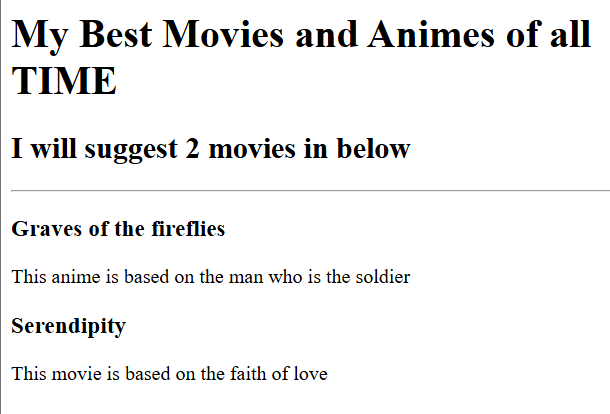 My Best Movies and Animes of all
TIME
I will suggest 2 movies in below
Graves of the fireflies
This anime is based on the man who is the soldier
Serendipity
This movie is based on the faith of love